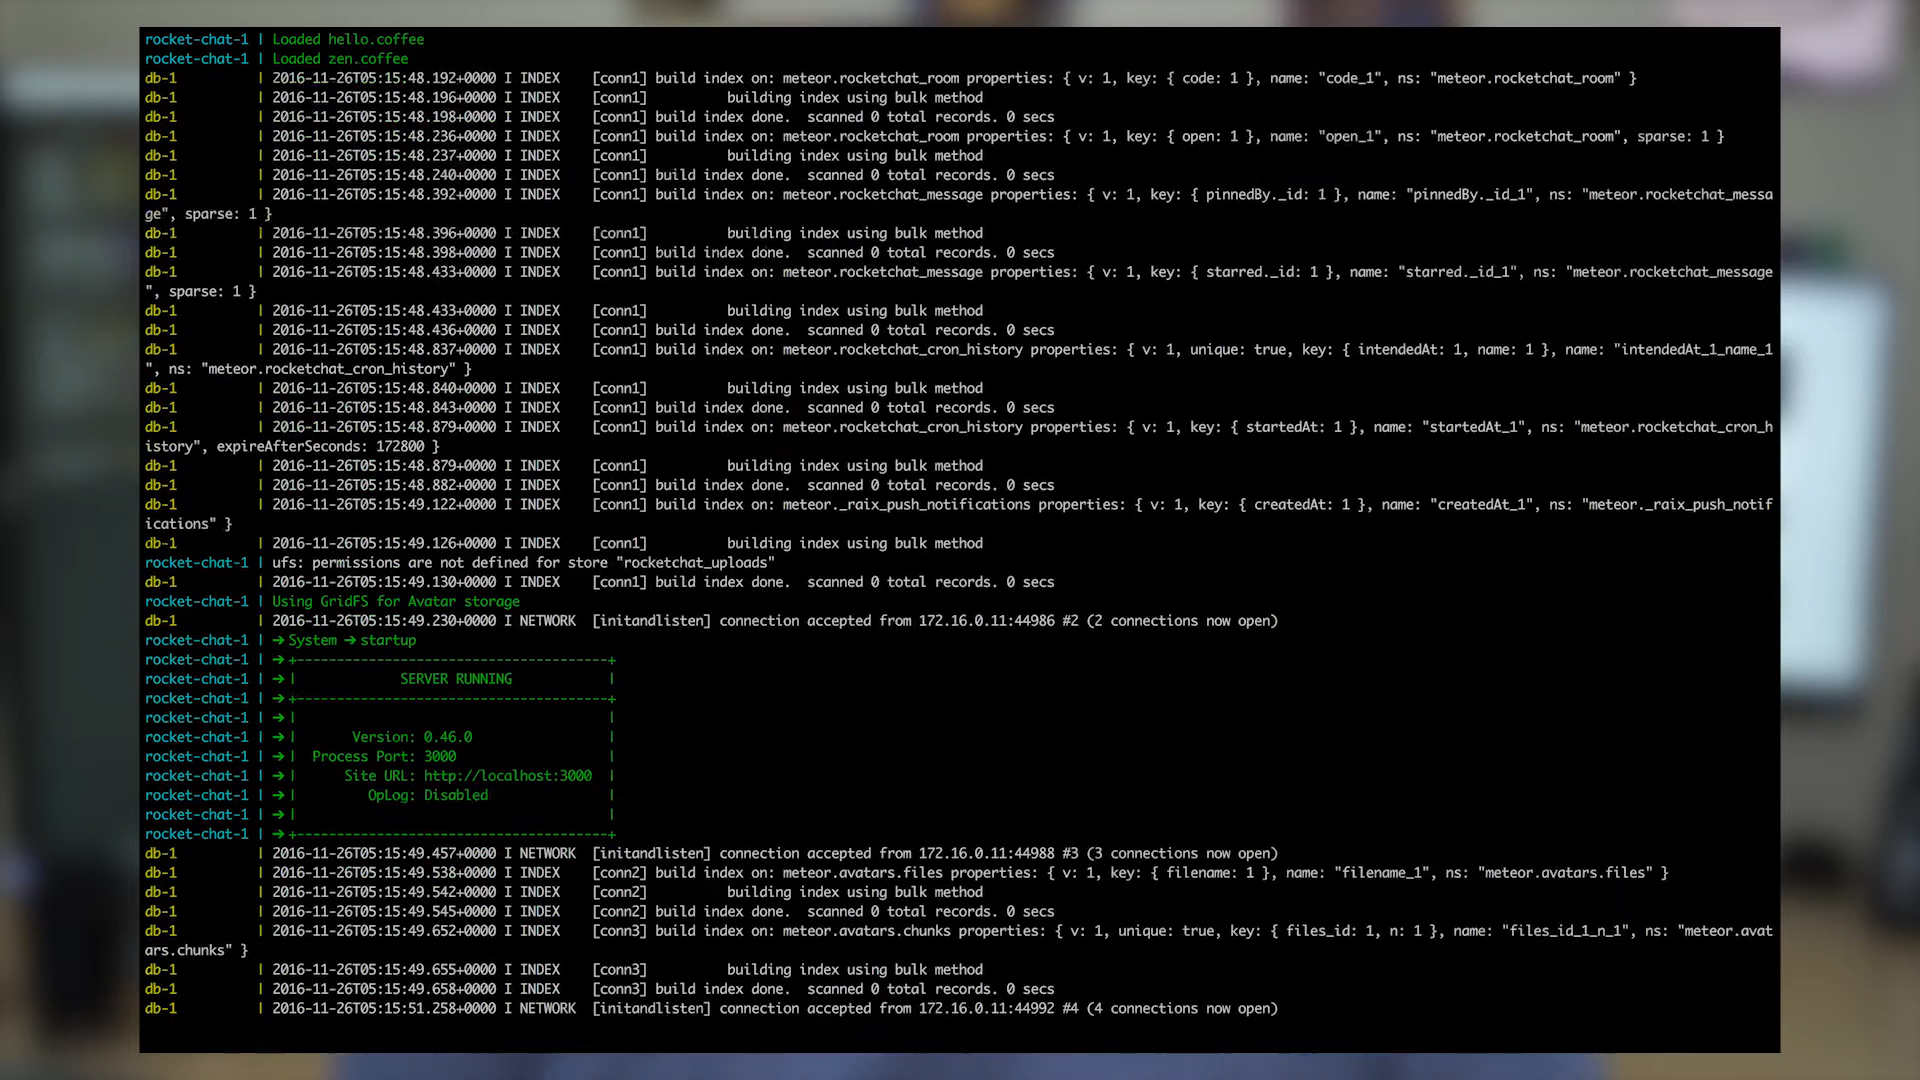 rocket-chat-1 | Loaded hello.coffee
rocket-chat-1 | Loaded zen.coffee
db-1          | 2016-11-26T05:15:48.192+0000 I INDEX    [conn1] build index on: meteor.rocketchat_room properties: { v: 1, key: { code: 1 }, name: "code_1", ns: "meteor.rocketchat_room" }
db-1          | 2016-11-26T05:15:48.196+0000 I INDEX    [conn1]          building index using bulk method
db-1          | 2016-11-26T05:15:48.198+0000 I INDEX    [conn1] build index done.  scanned 0 total records. 0 secs
db-1          | 2016-11-26T05:15:48.236+0000 I INDEX    [conn1] build index on: meteor.rocketchat_room properties: { v: 1, key: { open: 1 }, name: "open_1", ns: "meteor.rocketchat_room", sparse: 1 }
db-1          | 2016-11-26T05:15:48.237+0000 I INDEX    [conn1]          building index using bulk method
db-1          | 2016-11-26T05:15:48.240+0000 I INDEX    [conn1] build index done.  scanned 0 total records. 0 secs
db-1          | 2016-11-26T05:15:48.392+0000 I INDEX    [conn1] build index on: meteor.rocketchat_message properties: { v: 1, key: { pinnedBy._id: 1 }, name: "pinnedBy._id_1", ns: "meteor.rocketchat_messa
ge", sparse: 1 }
db-1          | 2016-11-26T05:15:48.396+0000 I INDEX    [conn1]          building index using bulk method
db-1          | 2016-11-26T05:15:48.398+0000 I INDEX    [conn1] build index done.  scanned 0 total records. 0 secs
db-1          | 2016-11-26T05:15:48.433+0000 I INDEX    [conn1] build index on: meteor.rocketchat_message properties: { v: 1, key: { starred._id: 1 }, name: "starred._id_1", ns: "meteor.rocketchat_message
", sparse: 1 }
db-1          | 2016-11-26T05:15:48.433+0000 I INDEX    [conn1]          building index using bulk method
db-1          | 2016-11-26T05:15:48.436+0000 I INDEX    [conn1] build index done.  scanned 0 total records. 0 secs
db-1          | 2016-11-26T05:15:48.837+0000 I INDEX    [conn1] build index on: meteor.rocketchat_cron_history properties: { v: 1, unique: true, key: { intendedAt: 1, name: 1 }, name: "intendedAt_1_name_1
", ns: "meteor.rocketchat_cron_history" }
db-1          | 2016-11-26T05:15:48.840+0000 I INDEX    [conn1]          building index using bulk method
db-1          | 2016-11-26T05:15:48.843+0000 I INDEX    [conn1] build index done.  scanned 0 total records. 0 secs
db-1          | 2016-11-26T05:15:48.879+0000 I INDEX    [conn1] build index on: meteor.rocketchat_cron_history properties: { v: 1, key: { startedAt: 1 }, name: "startedAt_1", ns: "meteor.rocketchat_cron_h
istory", expireAfterSeconds: 172800 }
db-1          | 2016-11-26T05:15:48.879+0000 I INDEX    [conn1]          building index using bulk method
db-1          | 2016-11-26T05:15:48.882+0000 I INDEX    [conn1] build index done.  scanned 0 total records. 0 secs
db-1          | 2016-11-26T05:15:49.122+0000 I INDEX    [conn1] build index on: meteor._raix_push_notifications properties: { v: 1, key: { createdAt: 1 }, name: "createdAt_1", ns: "meteor._raix_push_notif
ications" }
db-1          | 2016-11-26T05:15:49.126+0000 I INDEX    [conn1]          building index using bulk method
rocket-chat-1 | ufs: permissions are not defined for store "rocketchat_uploads"
db-1          | 2016-11-26T05:15:49.130+0000 I INDEX    [conn1] build index done.  scanned 0 total records. 0 secs
rocket-chat-1 | Using GridFS for Avatar storage
db-1          | 2016-11-26T05:15:49.230+0000 I NETWORK  [initandlisten] connection accepted from 172.16.0.11:44986 #2 (2 connections now open)
rocket-chat-1 | ➔ System ➔ startup
rocket-chat-1 | ➔ +---------------------------------------+
rocket-chat-1 | ➔ |             SERVER RUNNING            |
rocket-chat-1 | ➔ +---------------------------------------+
rocket-chat-1 | ➔ |                                       |
rocket-chat-1 | ➔ |       Version: 0.46.0                 |
rocket-chat-1 | ➔ |  Process Port: 3000                   |
rocket-chat-1 | ➔ |      Site URL: http://localhost:3000  |
rocket-chat-1 | ➔ |         OpLog: Disabled               |
rocket-chat-1 | ➔ |                                       |
rocket-chat-1 | ➔ +---------------------------------------+
db-1          | 2016-11-26T05:15:49.457+0000 I NETWORK  [initandlisten] connection accepted from 172.16.0.11:44988 #3 (3 connections now open)
db-1          | 2016-11-26T05:15:49.538+0000 I INDEX    [conn2] build index on: meteor.avatars.files properties: { v: 1, key: { filename: 1 }, name: "filename_1", ns: "meteor.avatars.files" }
db-1          | 2016-11-26T05:15:49.542+0000 I INDEX    [conn2]          building index using bulk method
db-1          | 2016-11-26T05:15:49.545+0000 I INDEX    [conn2] build index done.  scanned 0 total records. 0 secs
db-1          | 2016-11-26T05:15:49.652+0000 I INDEX    [conn3] build index on: meteor.avatars.chunks properties: { v: 1, unique: true, key: { files_id: 1, n: 1 }, name: "files_id_1_n_1", ns: "meteor.avat
ars.chunks" }
db-1          | 2016-11-26T05:15:49.655+0000 I INDEX    [conn3]          building index using bulk method
db-1          | 2016-11-26T05:15:49.658+0000 I INDEX    [conn3] build index done.  scanned 0 total records. 0 secs
db-1          | 2016-11-26T05:15:51.258+0000 I NETWORK  [initandlisten] connection accepted from 172.16.0.11:44992 #4 (4 connections now open)